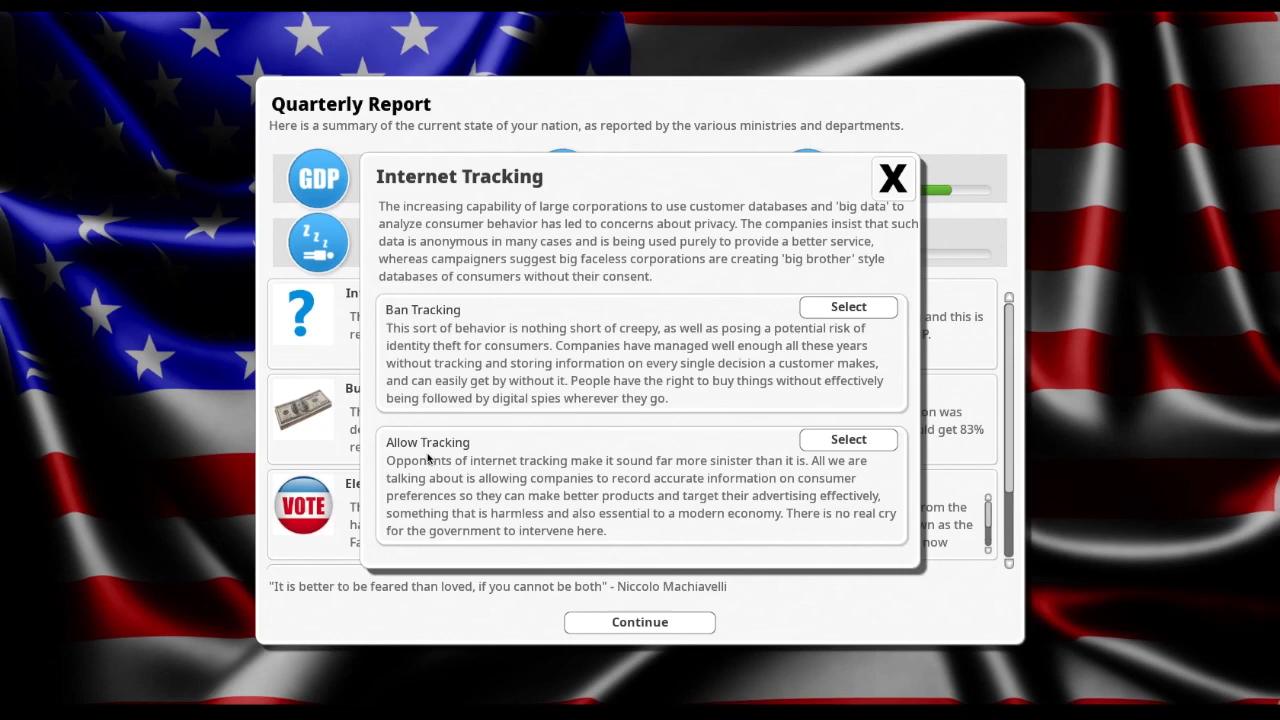 Quarterly Report
Here is a summary of the current state of your nation, as reported by the various ministries and departments.
GDP
Internet Tracking
X
The increasing capability of large corporations to use customer databases and 'big data' to
analyze consumer behavior has led to concerns about privacy. The companies insist that such
data is anonymous in many cases and is being used purely to provide a better service,
whereas campaigners suggest big faceless corporations are creating 'big brother' style
databases of consumers without their consent.
Z Z Z
Ban Tracking
Select
This sort of behavior is nothing short of creepy, as well as posing a potential risk of
identity theft for consumers. Companies have managed well enough all these years
without tracking and storing information on every single decision a customer makes,
and can easily get by without it. People have the right to buy things without effectively
being followed by digital spies wherever they go.
and this is
Allow Tracking
Select
Opponents of internet tracking make it sound far more sinister than it is. All we are
talking about is allowing companies to record accurate information on consumer
preferences so they can make better products and target their advertising effectively,
something that is harmless and also essential to a modern economy. There is no real cry
for the government to intervene here.
was
get 83%
VOTE
the
as the
now
"It is better to be feared than loved, if you cannot be both" - Niccolo Machiavelli
Continue